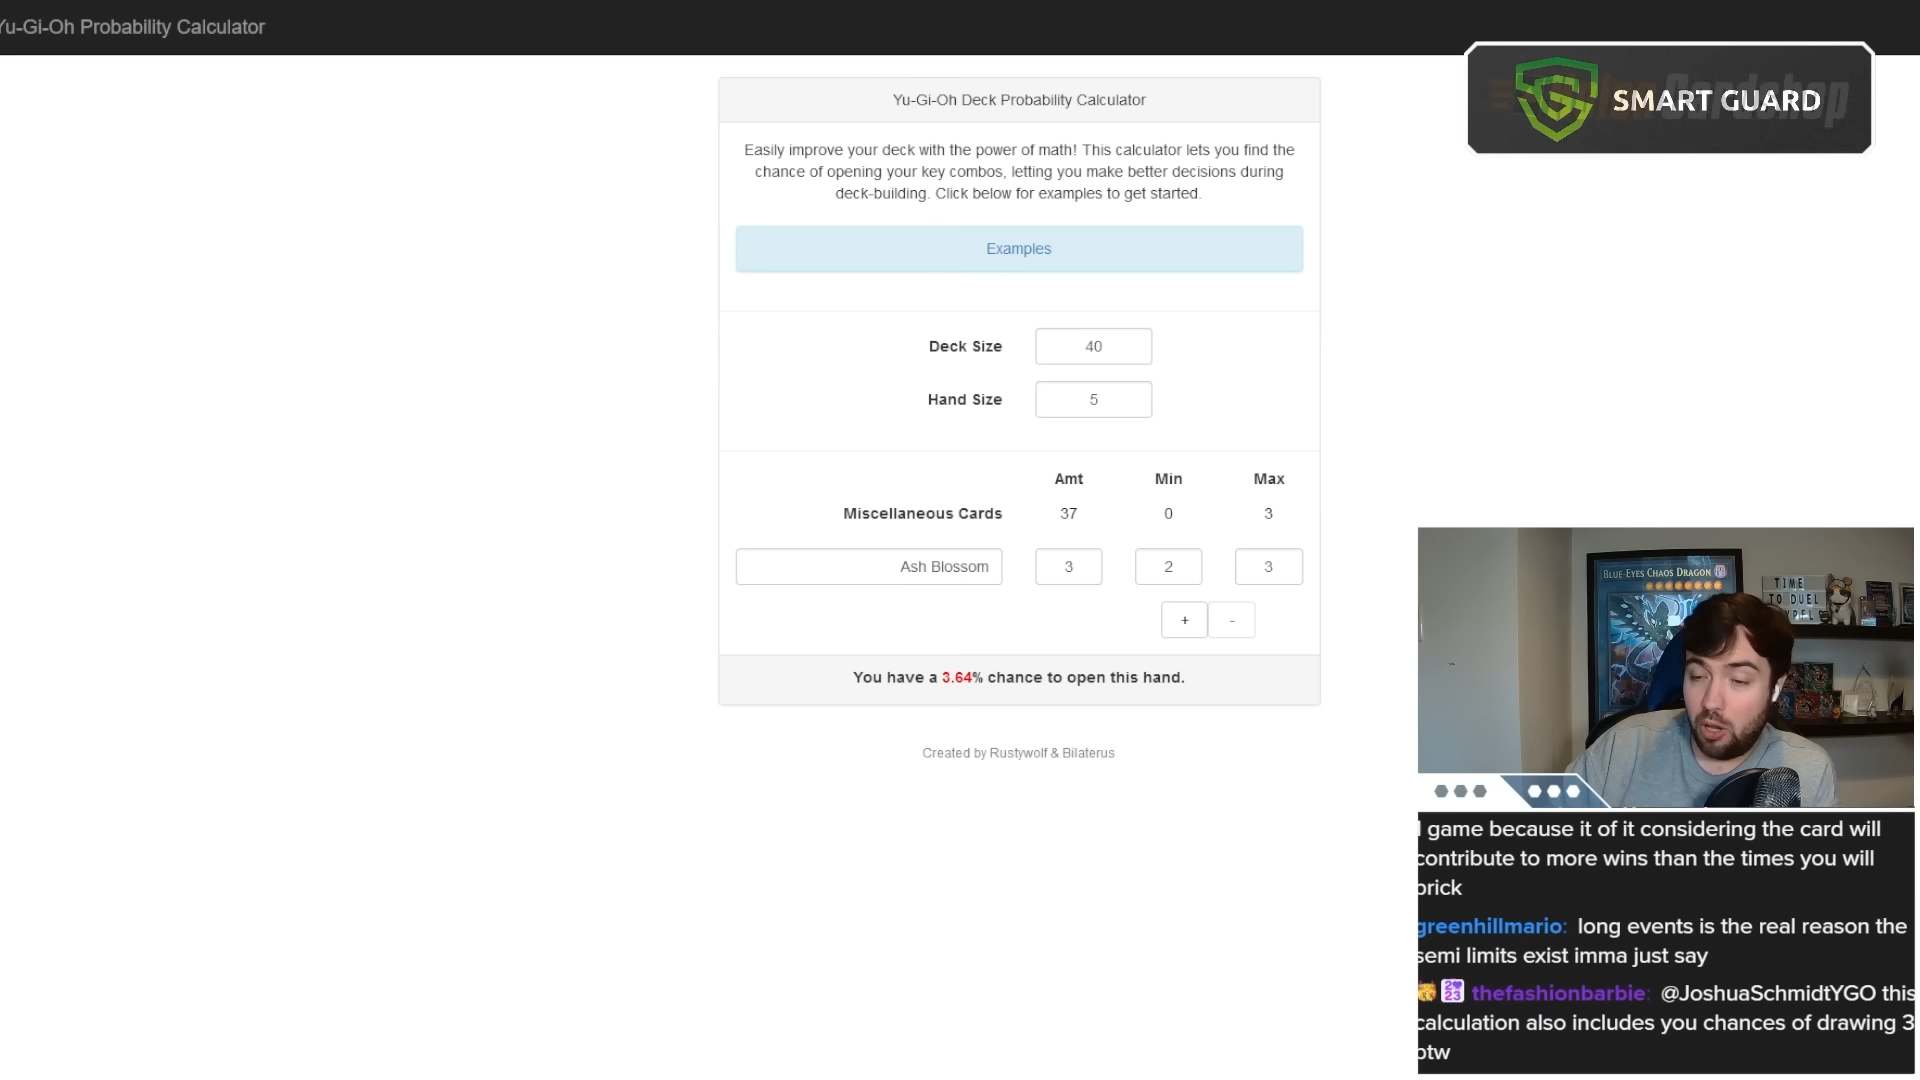 Yu-Gi-Oh Probability Calculator
SMART GUARD
Cardshop
Yu-Gi-Oh Deck Probability Calculator
Easily improve your deck with the power of math! This calculator lets you find the
chance of opening your key combos, letting you make better decisions during
deck-building. Click below for examples to get started.
Examples
Deck Size 40
Hand Size 5
Amt Min Max
Miscellaneous Cards 37 0 3
Ash Blossom 3 2 3
+ -
You have a 3.64% chance to open this hand.
Created by Rustywolf & Bilaterus
BLUE-EYES CHAOS DRAGON
TIME
TO DUEL
game because it of it considering the card will
contribute to more wins than the times you will
brick
greenhillmario: long events is the real reason the
semi limits exist imma just say
2023 thefashionbarbie: @JoshuaSchmidtYGO this
calculation also includes you chances of drawing 3
btw